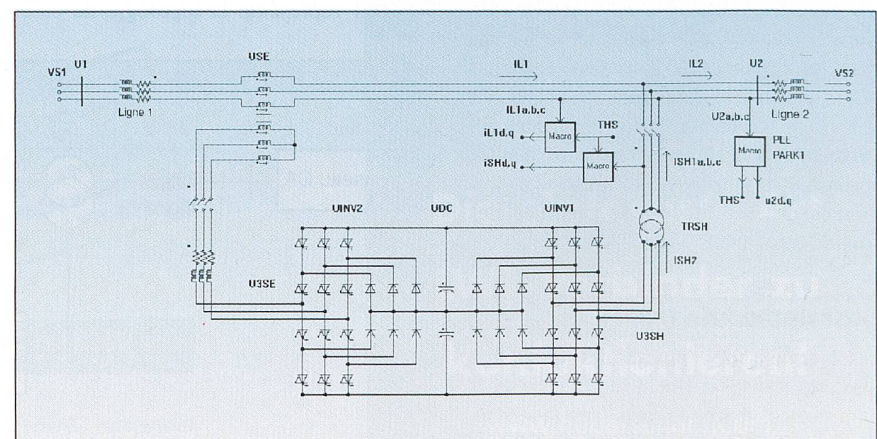 U1
USE
IL1
IL2
U2
VS1
VS2
Ligne 1
Ligne 2
IL1a,b,c
U2a,b,c
iL1d,q
Macro
THS
Macro
PLL
PARK1
iSHd,q
Macro
ISH1a,b,c
THS
u2d,q
UINV2
UDC
UINV1
TRSH
ISH2
U3SE
U3SH